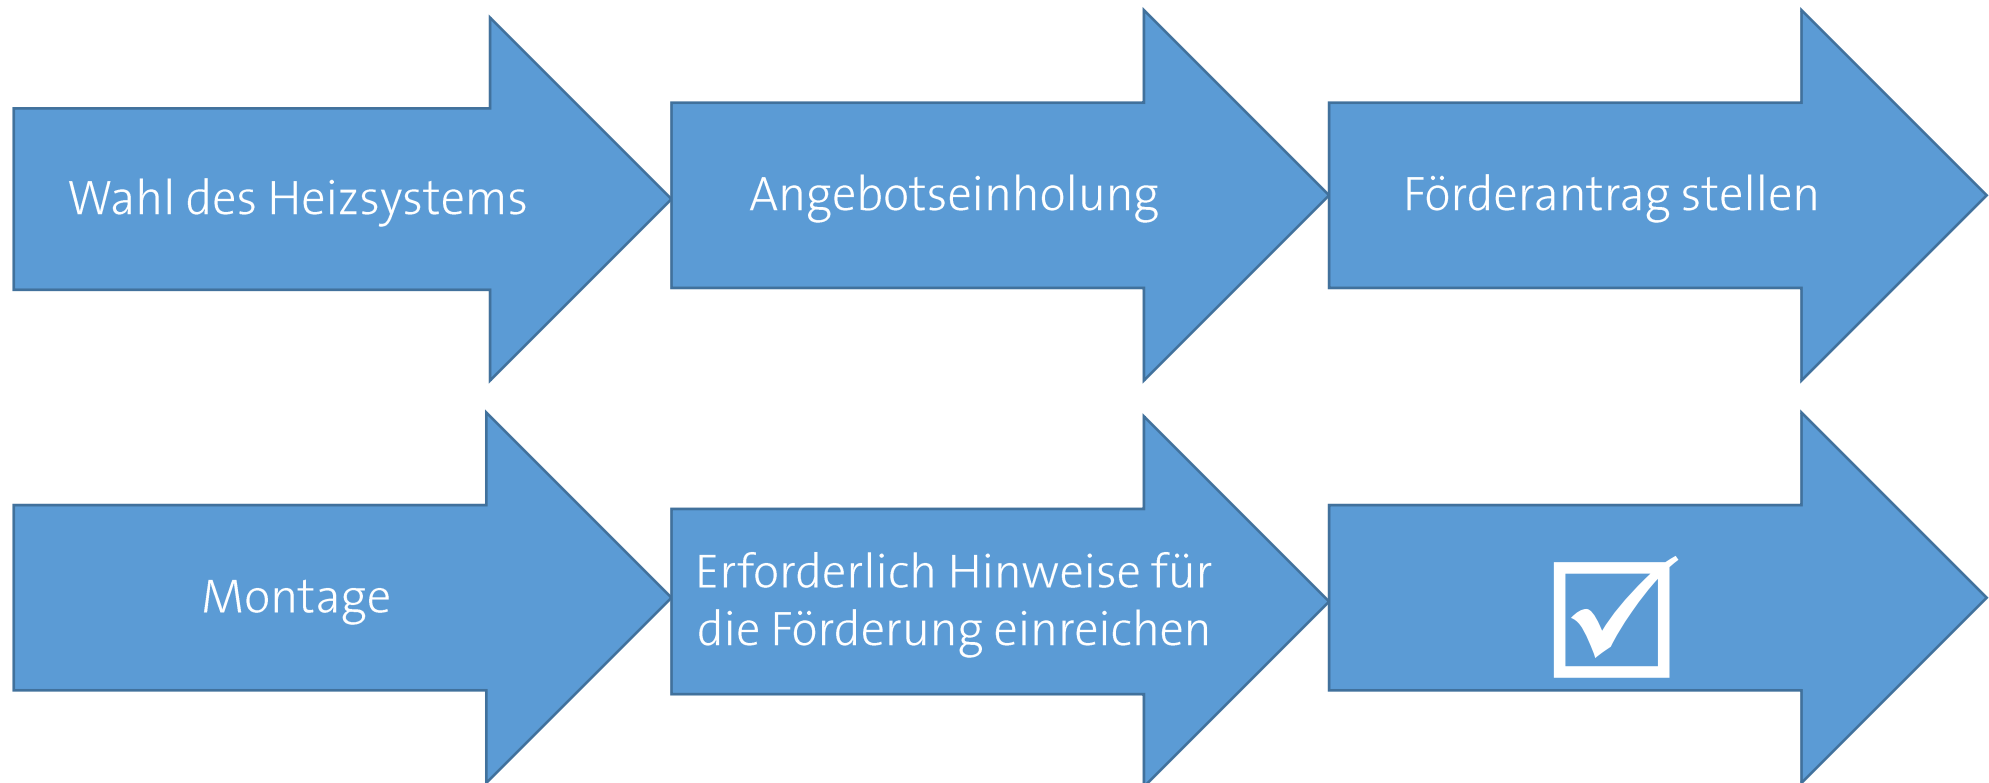 Wahl des Heizsystems
Angebotseinholung
Förderantrag stellen
Montage
Erforderlich Hinweise für
die Förderung einreichen